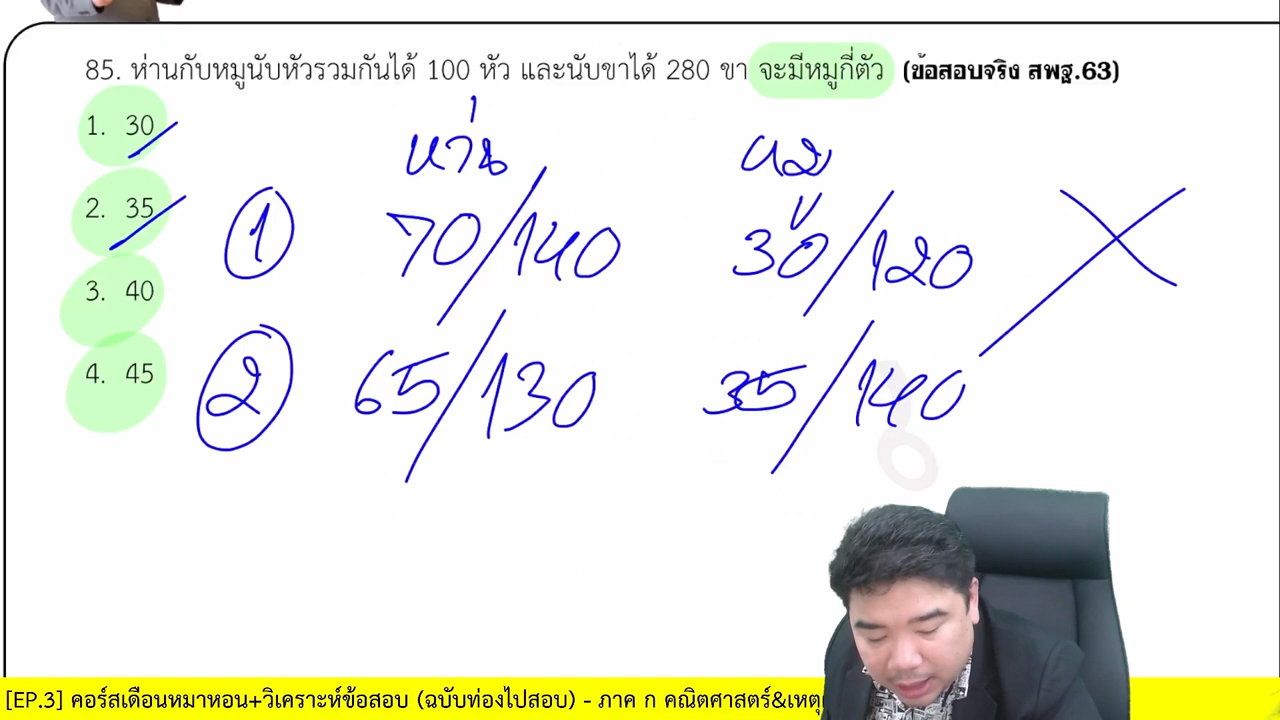 85. ห่านกับหมูนับหัวรวมกันได้ 100 หัว และนับขาได้ 280 ขา จะมีหมูกี่ตัว (ข้อสอบจริง สพฐ.63)
1. 30
2. 35
3. 40
4. 45
ห่าน หมู
1 70/140 30/120
2 65/130 35/140
[EP.3] คอร์สเดือนหมาหอน+วิเคราะห์ข้อสอบ (ฉบับท่องไปสอบ) - ภาค ก คณิตศาสตร์&เหตุ